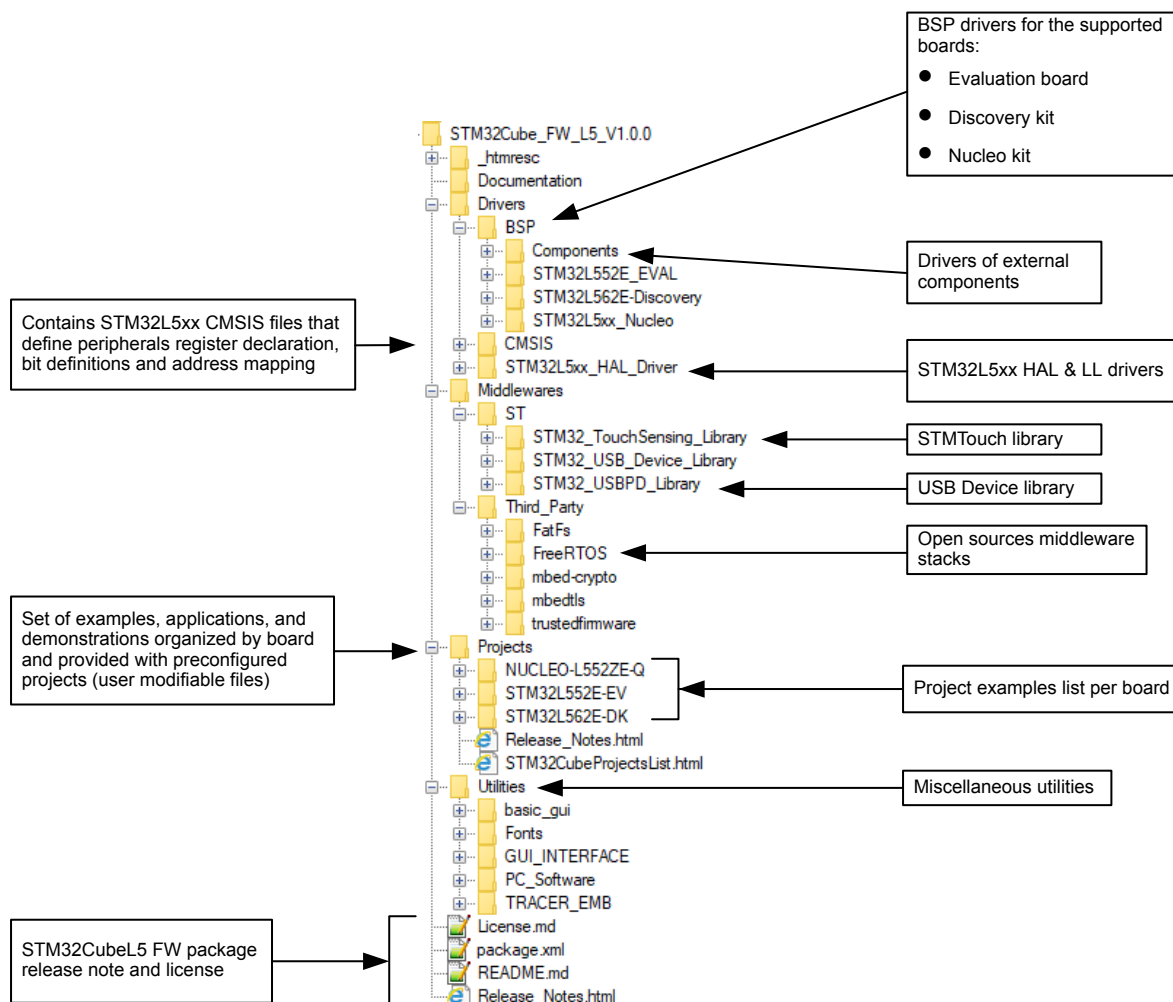 BSP drivers for the supported
boards:
● Evaluation board
● Discovery kit
● Nucleo kit
STM32Cube_FW_L5_V1.0.0
_htmresc
Documentation
Drivers
BSP
Components
STM32L552E_EVAL
STM32L562E-Discovery
STM32L5xx_Nucleo
CMSIS
STM32L5xx_HAL_Driver
Middlewares
ST
STM32_TouchSensing_Library
STM32_USB_Device_Library
STM32_USBPD_Library
Third_Party
FatFs
FreeRTOS
mbed-crypto
mbedtls
trustedfirmware
Projects
NUCLEO-L552ZE-Q
STM32L552E-EV
STM32L562E-DK
Release_Notes.html
STM32CubeProjectsList.html
Utilities
basic_gui
Fonts
GUI_INTERFACE
PC_Software
TRACER_EMB
License.md
package.xml
README.md
Release_Notes.html
Drivers of external
components
STM32L5xx HAL & LL drivers
STMTouch library
USB Device library
Open sources middleware
stacks
Project examples list per board
Miscellaneous utilities
Contains STM32L5xx CMSIS files that
define peripherals register declaration,
bit definitions and address mapping
Set of examples, applications, and
demonstrations organized by board
and provided with preconfigured
projects (user modifiable files)
STM32CubeL5 FW package
release note and license